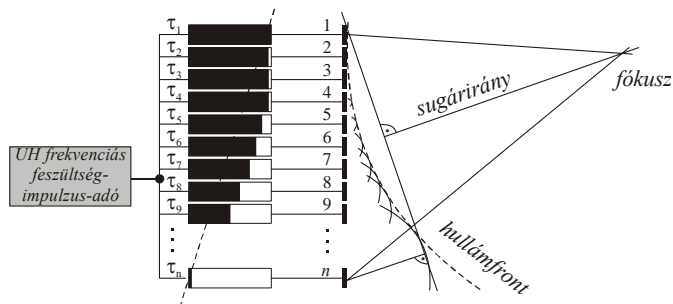 τ1 1
τ2 2
τ3 3
τ4 4
τ5 5
τ6 6
τ7 7
τ8 8
τ9 9
τn n
UH frekvenciás
feszültség-
impulzus-adó
sugárirány
fókusz
hullámfront